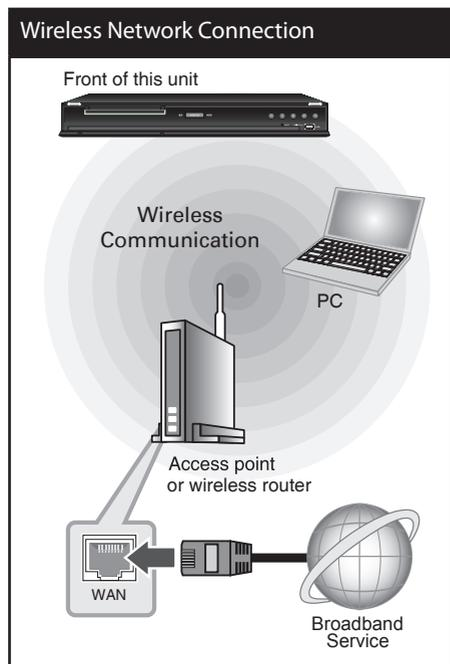 Wireless Network Connection
Front of this unit
Wireless
Communication
PC
Access point
or wireless router
WAN
Broadband
Service